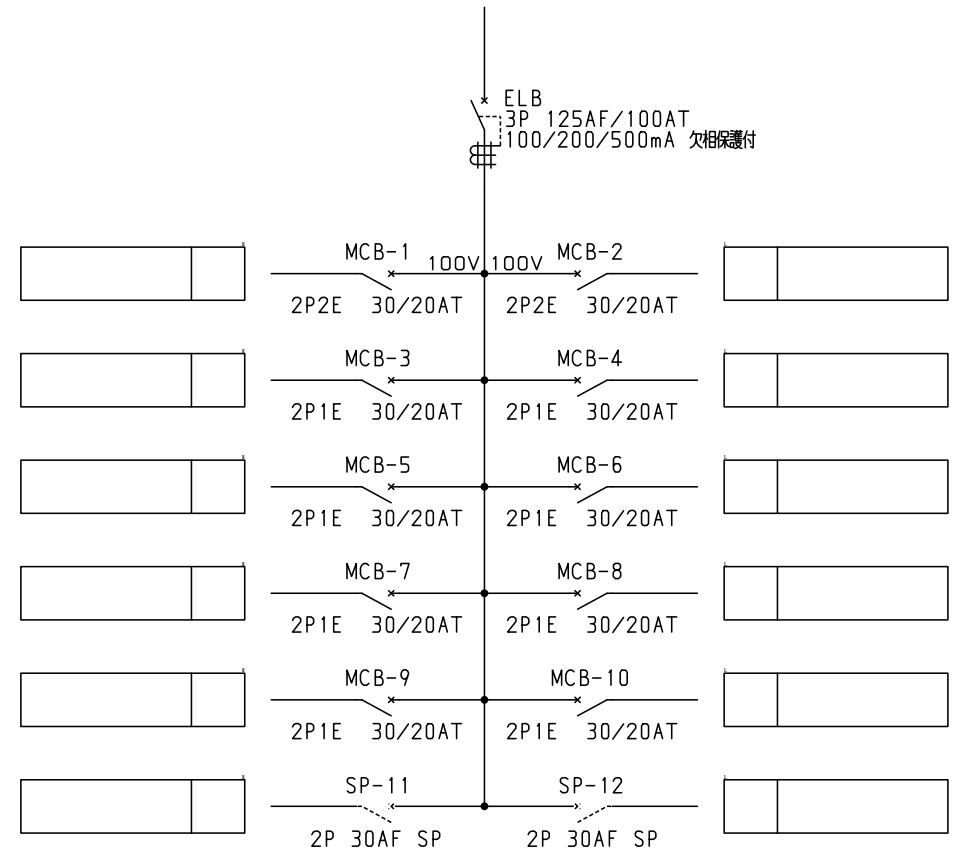 ELB
3P 125AF/100AT
100/200/500mA 欠相保護付
MCB-1 100V 100V MCB-2
2P2E 30/20AT 2P2E 30/20AT
MCB-3 MCB-4
2P1E 30/20AT 2P1E 30/20AT
MCB-5 MCB-6
2P1E 30/20AT 2P1E 30/20AT
MCB-7 MCB-8
2P1E 30/20AT 2P1E 30/20AT
MCB-9 MCB-10
2P1E 30/20AT 2P1E 30/20AT
SP-11 SP-12
2P 30AF SP 2P 30AF SP